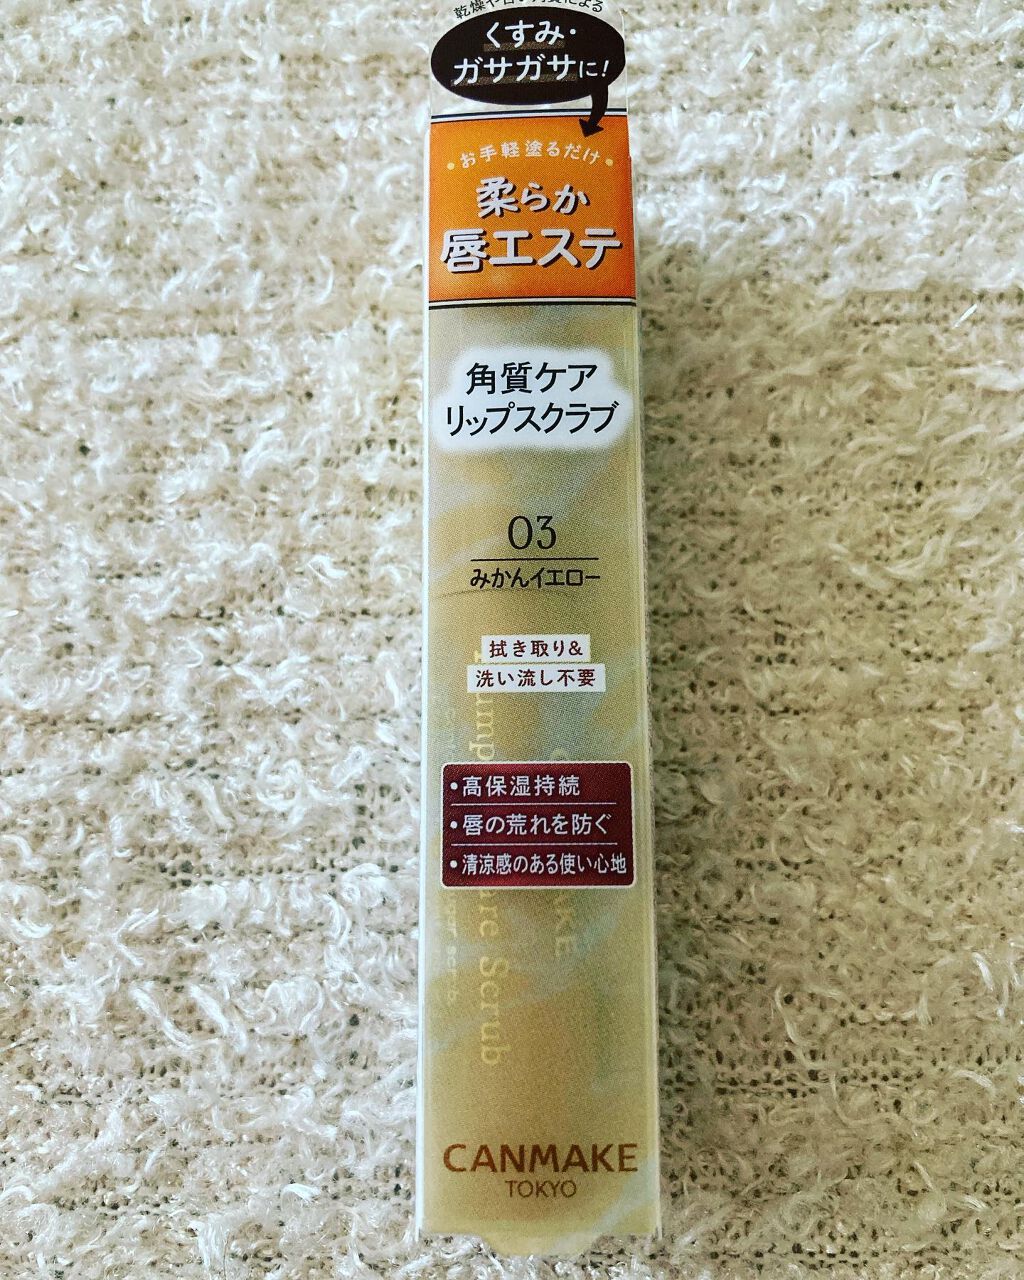 くすみ・
ガサガサに!
お手軽塗るだけ
柔らか
唇エステ
角質ケア
リップスクラブ
03
みかんイエロー
拭き取り&
洗い流し不要
・高保湿持続
・唇の荒れを防ぐ
・清涼感のある使い心地
Scrub
CANMAKE
TOKYO